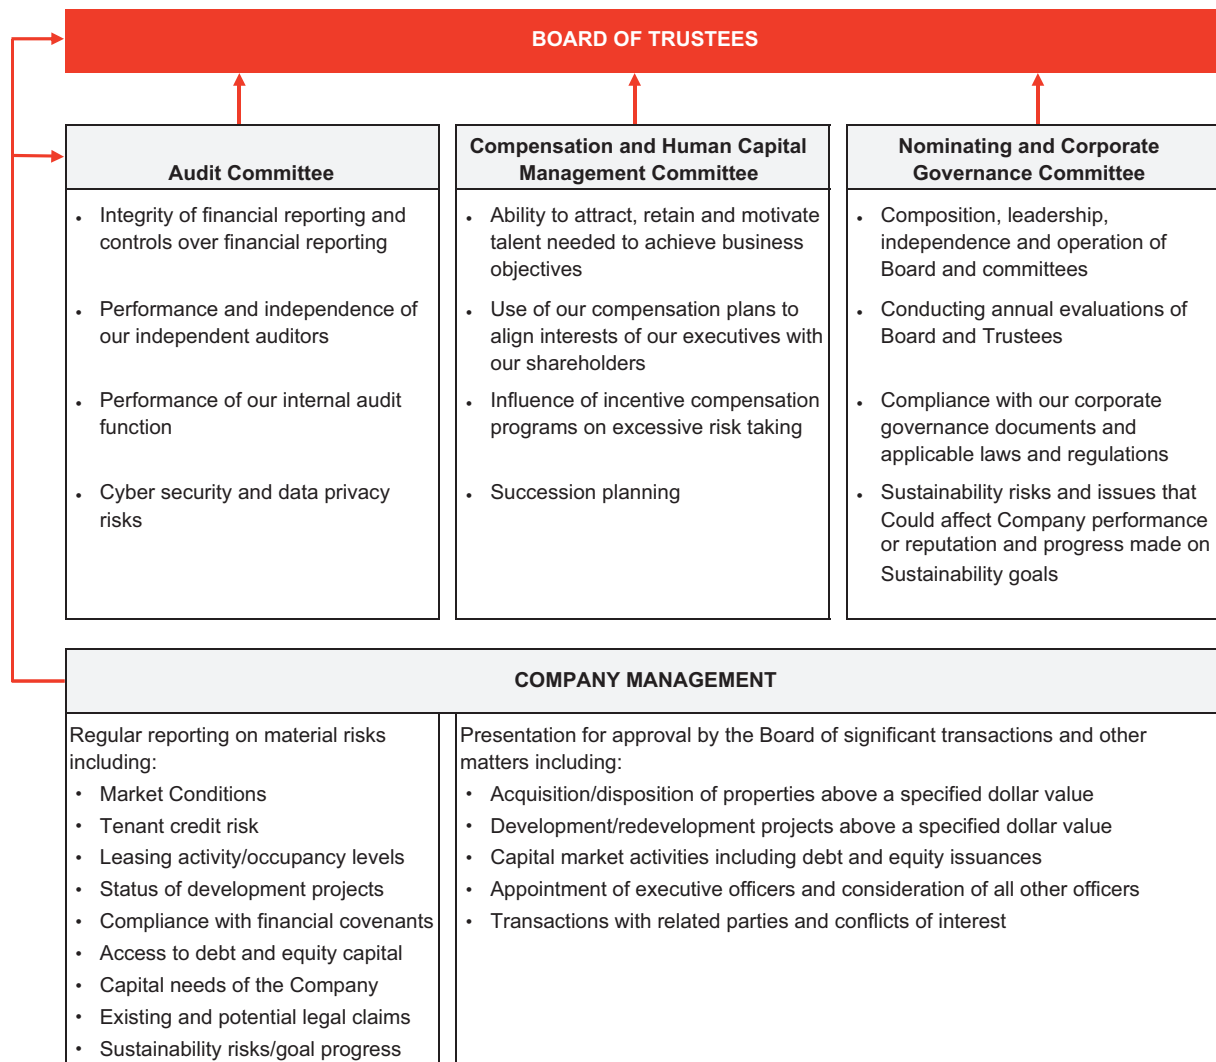 BOARD OF TRUSTEES
Audit Committee
• Integrity of financial reporting and
controls over financial reporting
• Performance and independence of
our independent auditors
• Performance of our internal audit
function
• Cyber security and data privacy
risks
Compensation and Human Capital
Management Committee
• Ability to attract, retain and motivate
talent needed to achieve business
objectives
• Use of our compensation plans to
align interests of our executives with
our shareholders
• Influence of incentive compensation
programs on excessive risk taking
• Succession planning
Nominating and Corporate
Governance Committee
• Composition, leadership,
independence and operation of
Board and committees
• Conducting annual evaluations of
Board and Trustees
• Compliance with our corporate
governance documents and
applicable laws and regulations
• Sustainability risks and issues that
Could affect Company performance
or reputation and progress made on
Sustainability goals
COMPANY MANAGEMENT
Regular reporting on material risks
including:
• Market Conditions
• Tenant credit risk
• Leasing activity/occupancy levels
• Status of development projects
• Compliance with financial covenants
• Access to debt and equity capital
• Capital needs of the Company
• Existing and potential legal claims
• Sustainability risks/goal progress
Presentation for approval by the Board of significant transactions and other
matters including:
• Acquisition/disposition of properties above a specified dollar value
• Development/redevelopment projects above a specified dollar value
• Capital market activities including debt and equity issuances
• Appointment of executive officers and consideration of all other officers
• Transactions with related parties and conflicts of interest